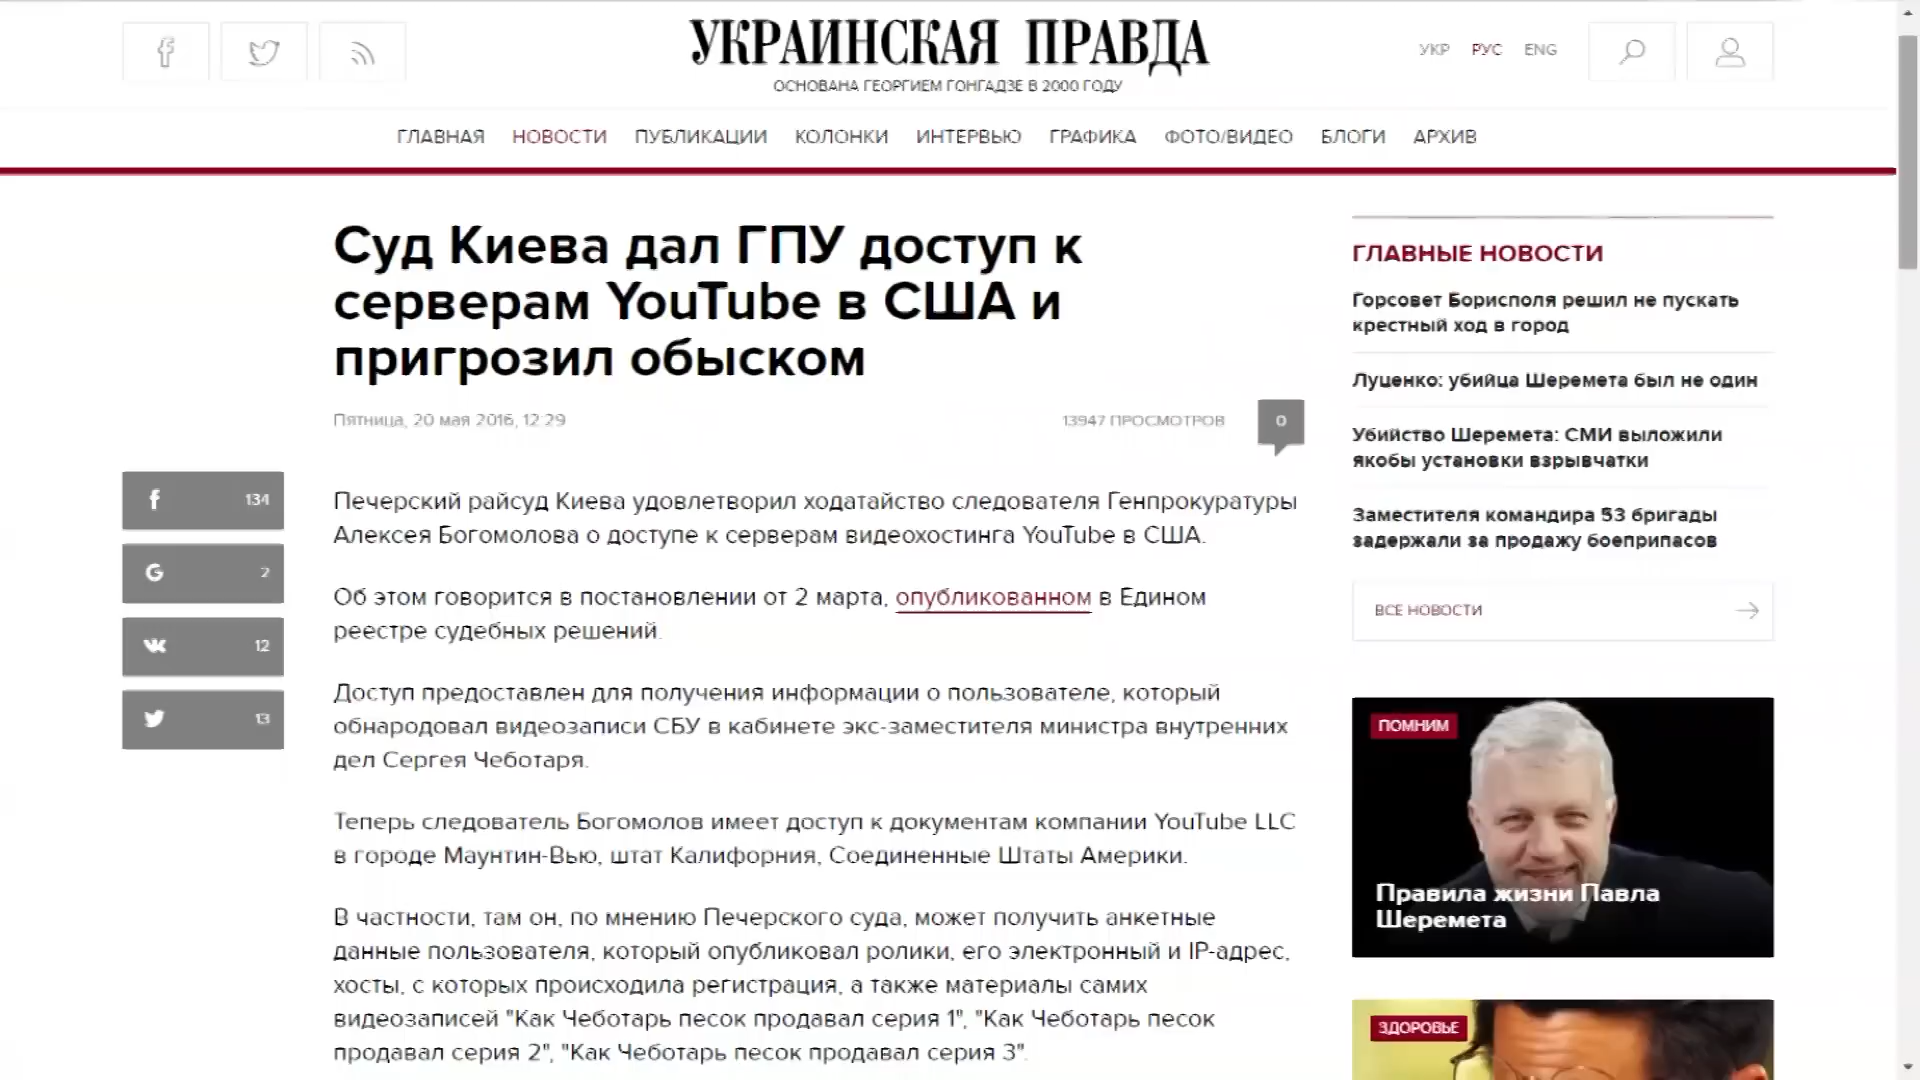 УКРАИНСКАЯ ПРАВДА
ОСНОВАНА ГЕОРГИЕМ ГОНГАДЗЕ В 2000 ГОДУ
УКР РУС ENG
ГЛАВНАЯ НОВОСТИ ПУБЛИКАЦИИ КОЛОНКИ ИНТЕРВЬЮ ГРАФИКА ФОТО/ВИДЕО БЛОГИ АРХИВ
Суд Киева дал ГПУ доступ к
серверам YouTube в США и
пригрозил обыском
Пятница, 20 мая 2016, 12:29
13947 ПРОСМОТРОВ
0
134
2
12
13
Печерский райсуд Киева удовлетворил ходатайство следователя Генпрокуратуры
Алексея Богомолова о доступе к серверам видеохостинга YouTube в США.
Об этом говорится в постановлении от 2 марта, опубликованном в Едином
реестре судебных решений.
Доступ предоставлен для получения информации о пользователе, который
обнародовал видеозаписи СБУ в кабинете экс-заместителя министра внутренних
дел Сергея Чеботаря.
Теперь следователь Богомолов имеет доступ к документам компании YouTube LLC
в городе Маунтин-Вью, штат Калифорния, Соединенные Штаты Америки.
В частности, там он, по мнению Печерского суда, может получить анкетные
данные пользователя, который опубликовал ролики, его электронный и IP-адрес,
хосты, с которых происходила регистрация, а также материалы самих
видеозаписей "Как Чеботарь песок продавал серия 1", "Как Чеботарь песок
продавал серия 2", "Как Чеботарь песок продавал серия 3".
ГЛАВНЫЕ НОВОСТИ
Горсовет Борисполя решил не пускать
крестный ход в город
Луценко: убийца Шеремета был не один
Убийство Шеремета: СМИ выложили
якобы установки взрывчатки
Заместителя командира 53 бригады
задержали за продажу боеприпасов
ВСЕ НОВОСТИ
ПОМНИМ
Правила жизни Павла
Шеремета
ЗДОРОВЬЕ